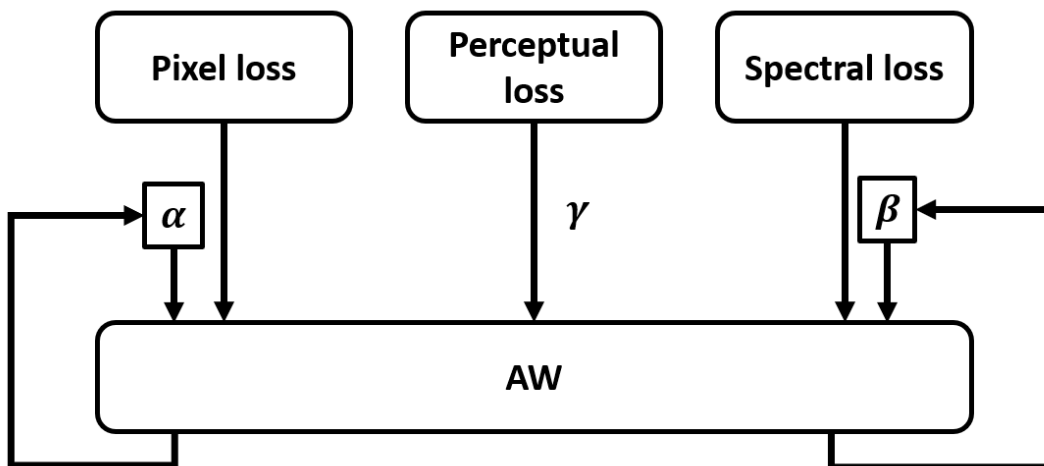 Pixel loss
Perceptual
loss
Spectral loss
α
γ
β
AW